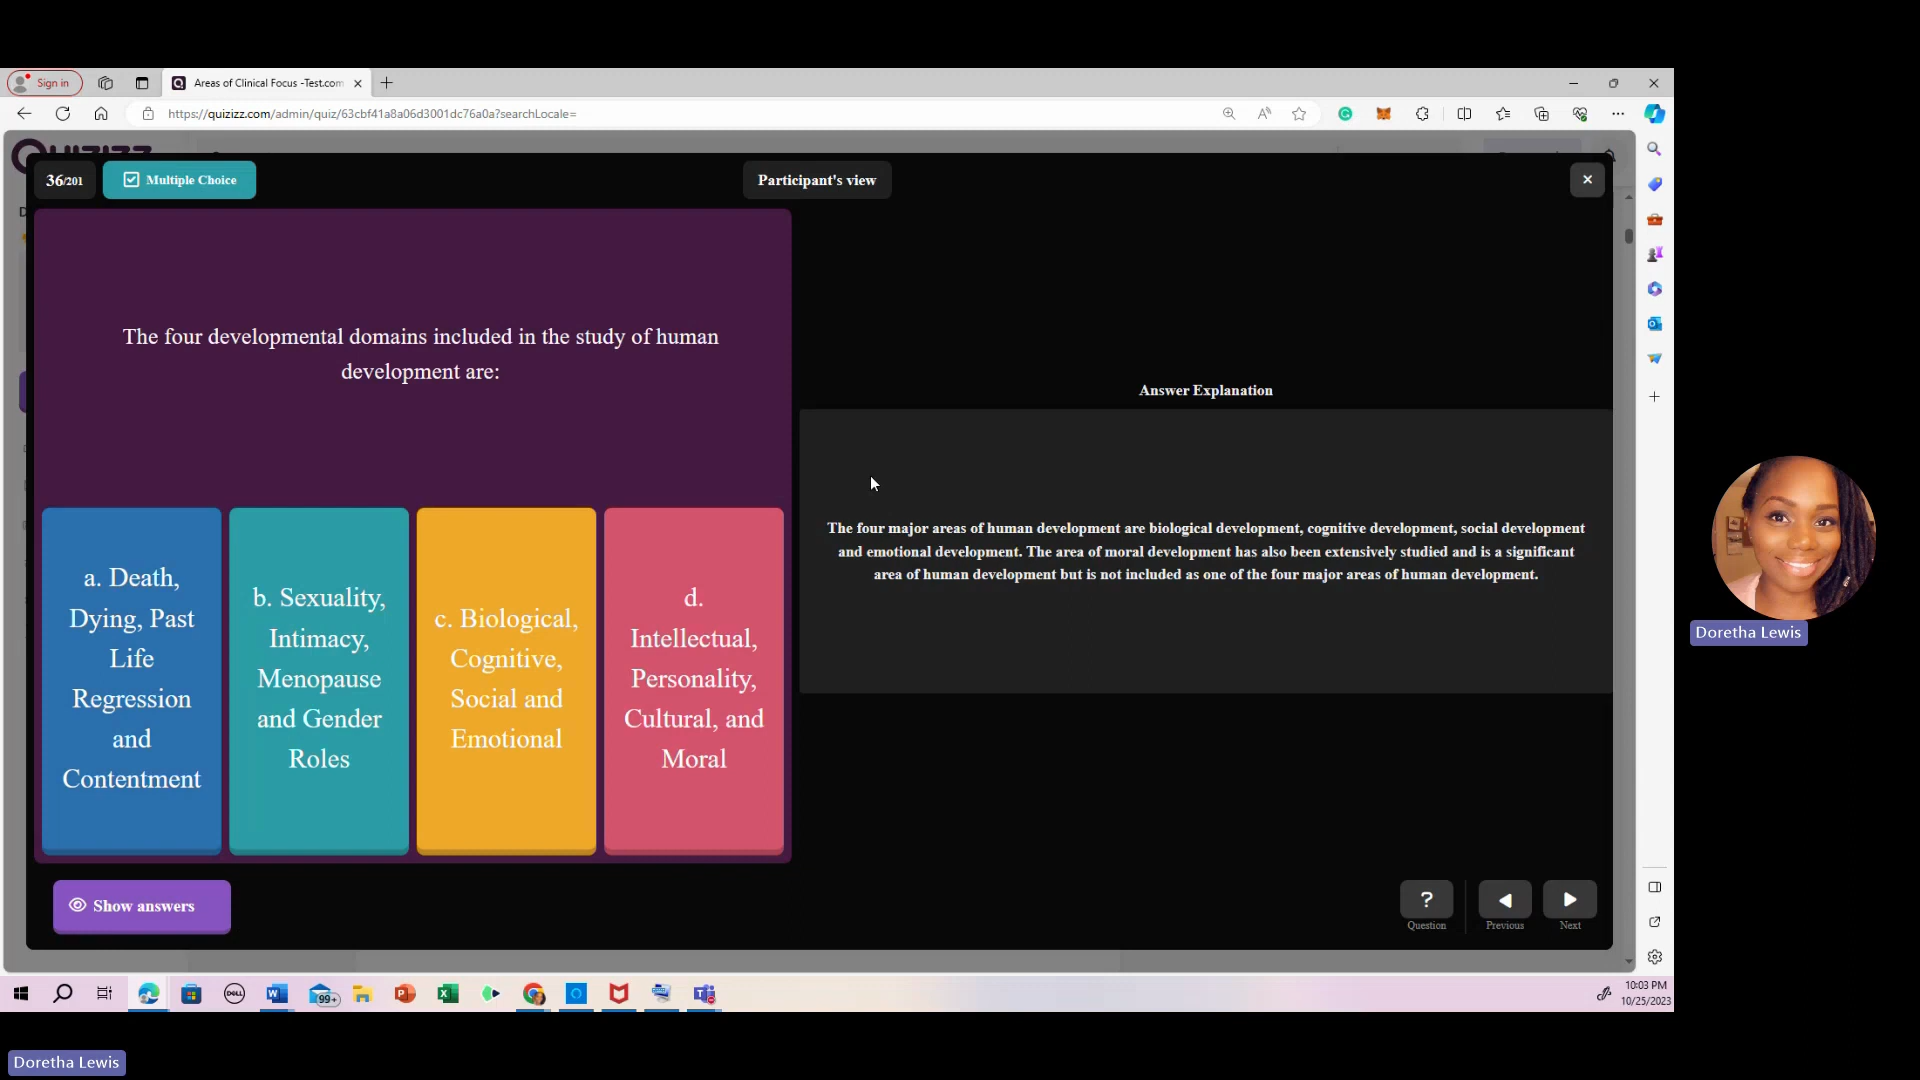 Sign in
Areas of Clinical Focus -Test.com
https://quizizz.com/admin/quiz/63cbf41a8a06d3001dc76a0a?searchLocale=
36/201
Multiple Choice
Participant's view
The four developmental domains included in the study of human
development are:
a. Death,
Dying, Past
Life
Regression
and
Contentment
b. Sexuality,
Intimacy,
Menopause
and Gender
Roles
c. Biological,
Cognitive,
Social and
Emotional
d.
Intellectual,
Personality,
Cultural, and
Moral
Answer Explanation
The four major areas of human development are biological development, cognitive development, social development
and emotional development. The area of moral development has also been extensively studied and is a significant
area of human development but is not included as one of the four major areas of human development.
Show answers
?
Question
Previous
Next
DELL
99+
10:03 PM
10/25/2023
Doretha Lewis
Doretha Lewis